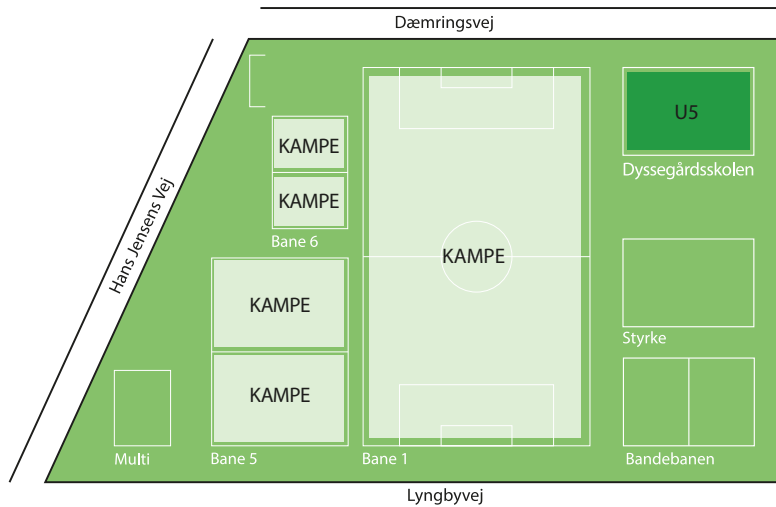 Dæmringsvej
Hans Jensens Vej
KAMPE
KAMPE
Bane 6
KAMPE
KAMPE
Bane 5
Multi
KAMPE
Bane 1
U5
Dyssegårdsskolen
Styrke
Bandebanen
Lyngbyvej